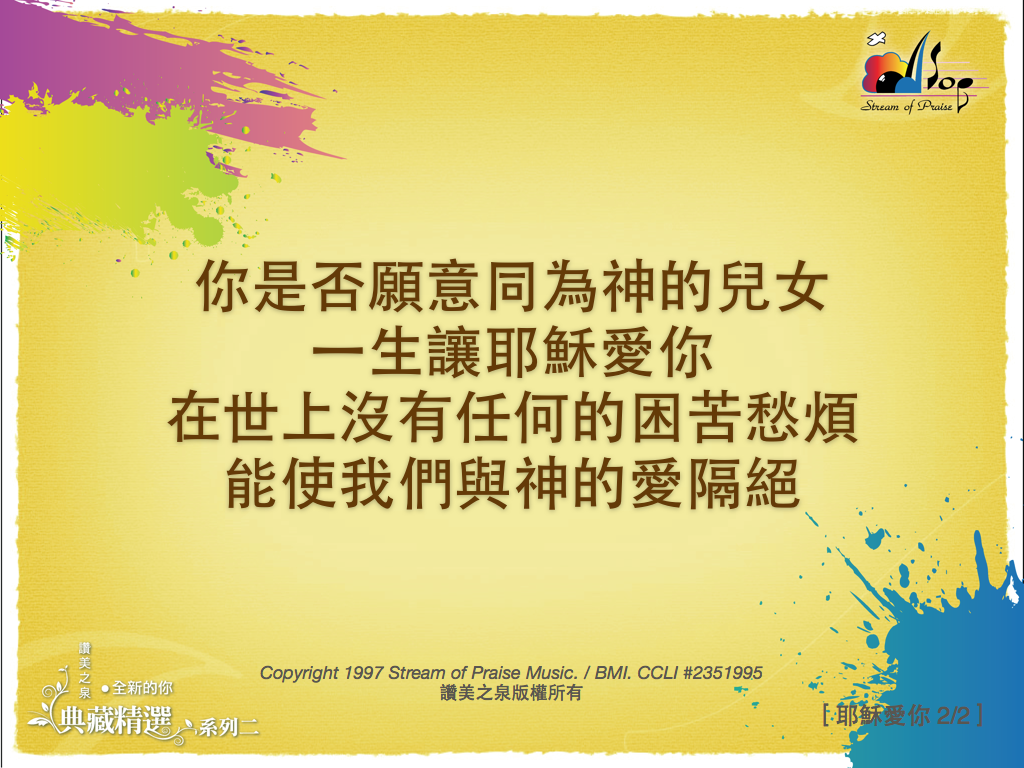 SOP
Stream of Praise
你是否願意同為神的兒女
一生讓耶穌愛你
在世上沒有任何的困苦愁煩
能使我們與神的愛隔絕
Copyright 1997 Stream of Praise Music. / BMI. CCLI #2351995
讚美之泉版權所有
讚美之泉
●全新的你
典藏精選 系列二
[ 耶穌愛你 2/2 ]